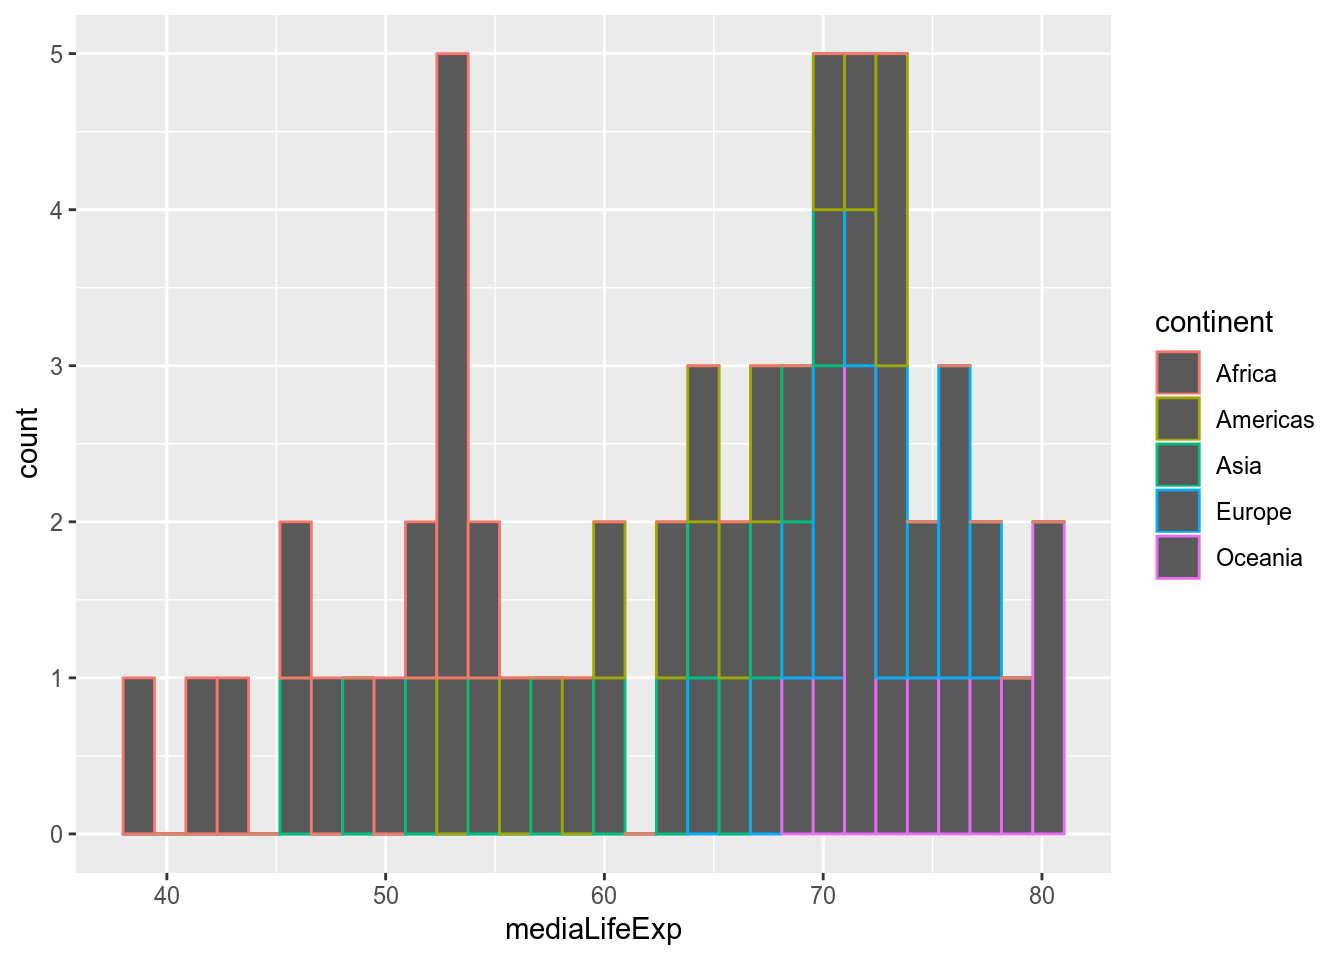 5
4
3
2
1
0
count
40 50 60 70 80
mediaLifeExp
continent
Africa
Americas
Asia
Europe
Oceania